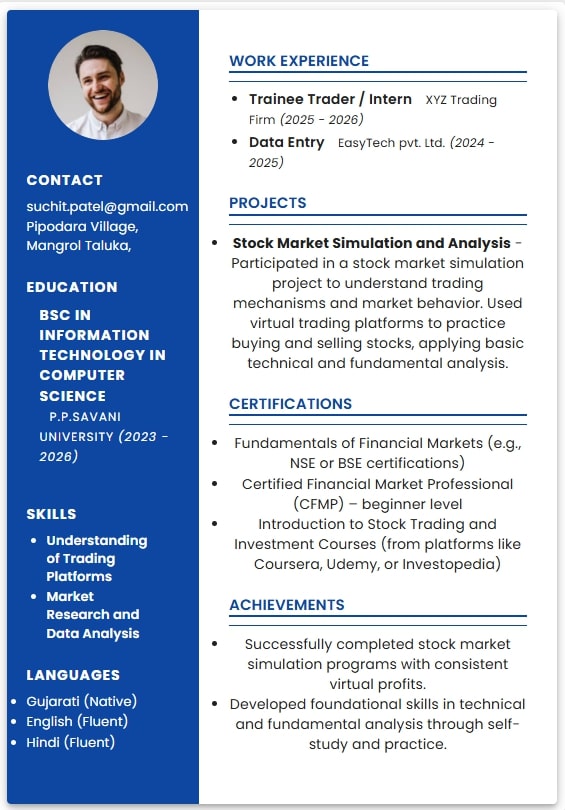 CONTACT
suchit.patel@gmail.com
Pipodara Village,
Mangrol Taluka,
EDUCATION
BSC IN
INFORMATION
TECHNOLOGY IN
COMPUTER
SCIENCE
P.P.SAVANI
UNIVERSITY (2023 -
2026)
SKILLS
• Understanding
of Trading
Platforms
• Market
Research and
Data Analysis
LANGUAGES
• Gujarati (Native)
• English (Fluent)
• Hindi (Fluent)
WORK EXPERIENCE
• Trainee Trader / Intern XYZ Trading
Firm (2025 - 2026)
• Data Entry EasyTech pvt. Ltd. (2024 -
2025)
PROJECTS
• Stock Market Simulation and Analysis -
Participated in a stock market simulation
project to understand trading
mechanisms and market behavior. Used
virtual trading platforms to practice
buying and selling stocks, applying basic
technical and fundamental analysis.
CERTIFICATIONS
• Fundamentals of Financial Markets (e.g.,
NSE or BSE certifications)
• Certified Financial Market Professional
(CFMP) – beginner level
• Introduction to Stock Trading and
Investment Courses (from platforms like
Coursera, Udemy, or Investopedia)
ACHIEVEMENTS
• Successfully completed stock market
simulation programs with consistent
virtual profits.
• Developed foundational skills in technical
and fundamental analysis through self-
study and practice.